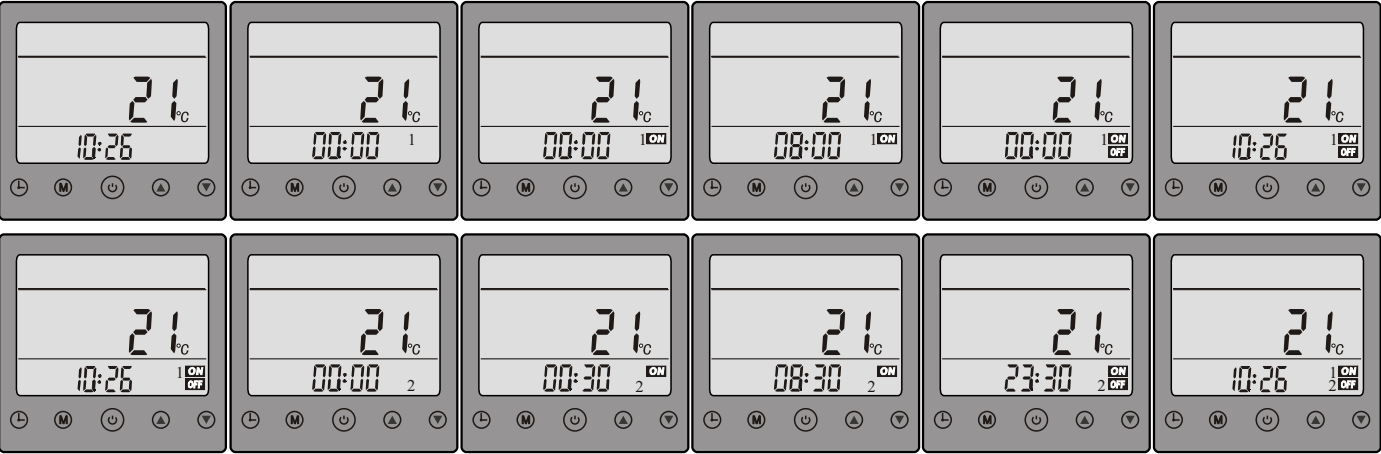 21°C
10:26
M
21°C
00:00 1
M
21°C
00:00 1 ON
M
21°C
08:00 1 ON
M
21°C
00:00 1 ON
OFF
M
21°C
10:26 1 ON
OFF
M
21°C
10:26 1 ON
OFF
M
21°C
00:00 2
M
21°C
00:30 ON
2
M
21°C
08:30 ON
2
M
21°C
23:30 ON
2 OFF
M
21°C
10:26 1 ON
2 OFF
M